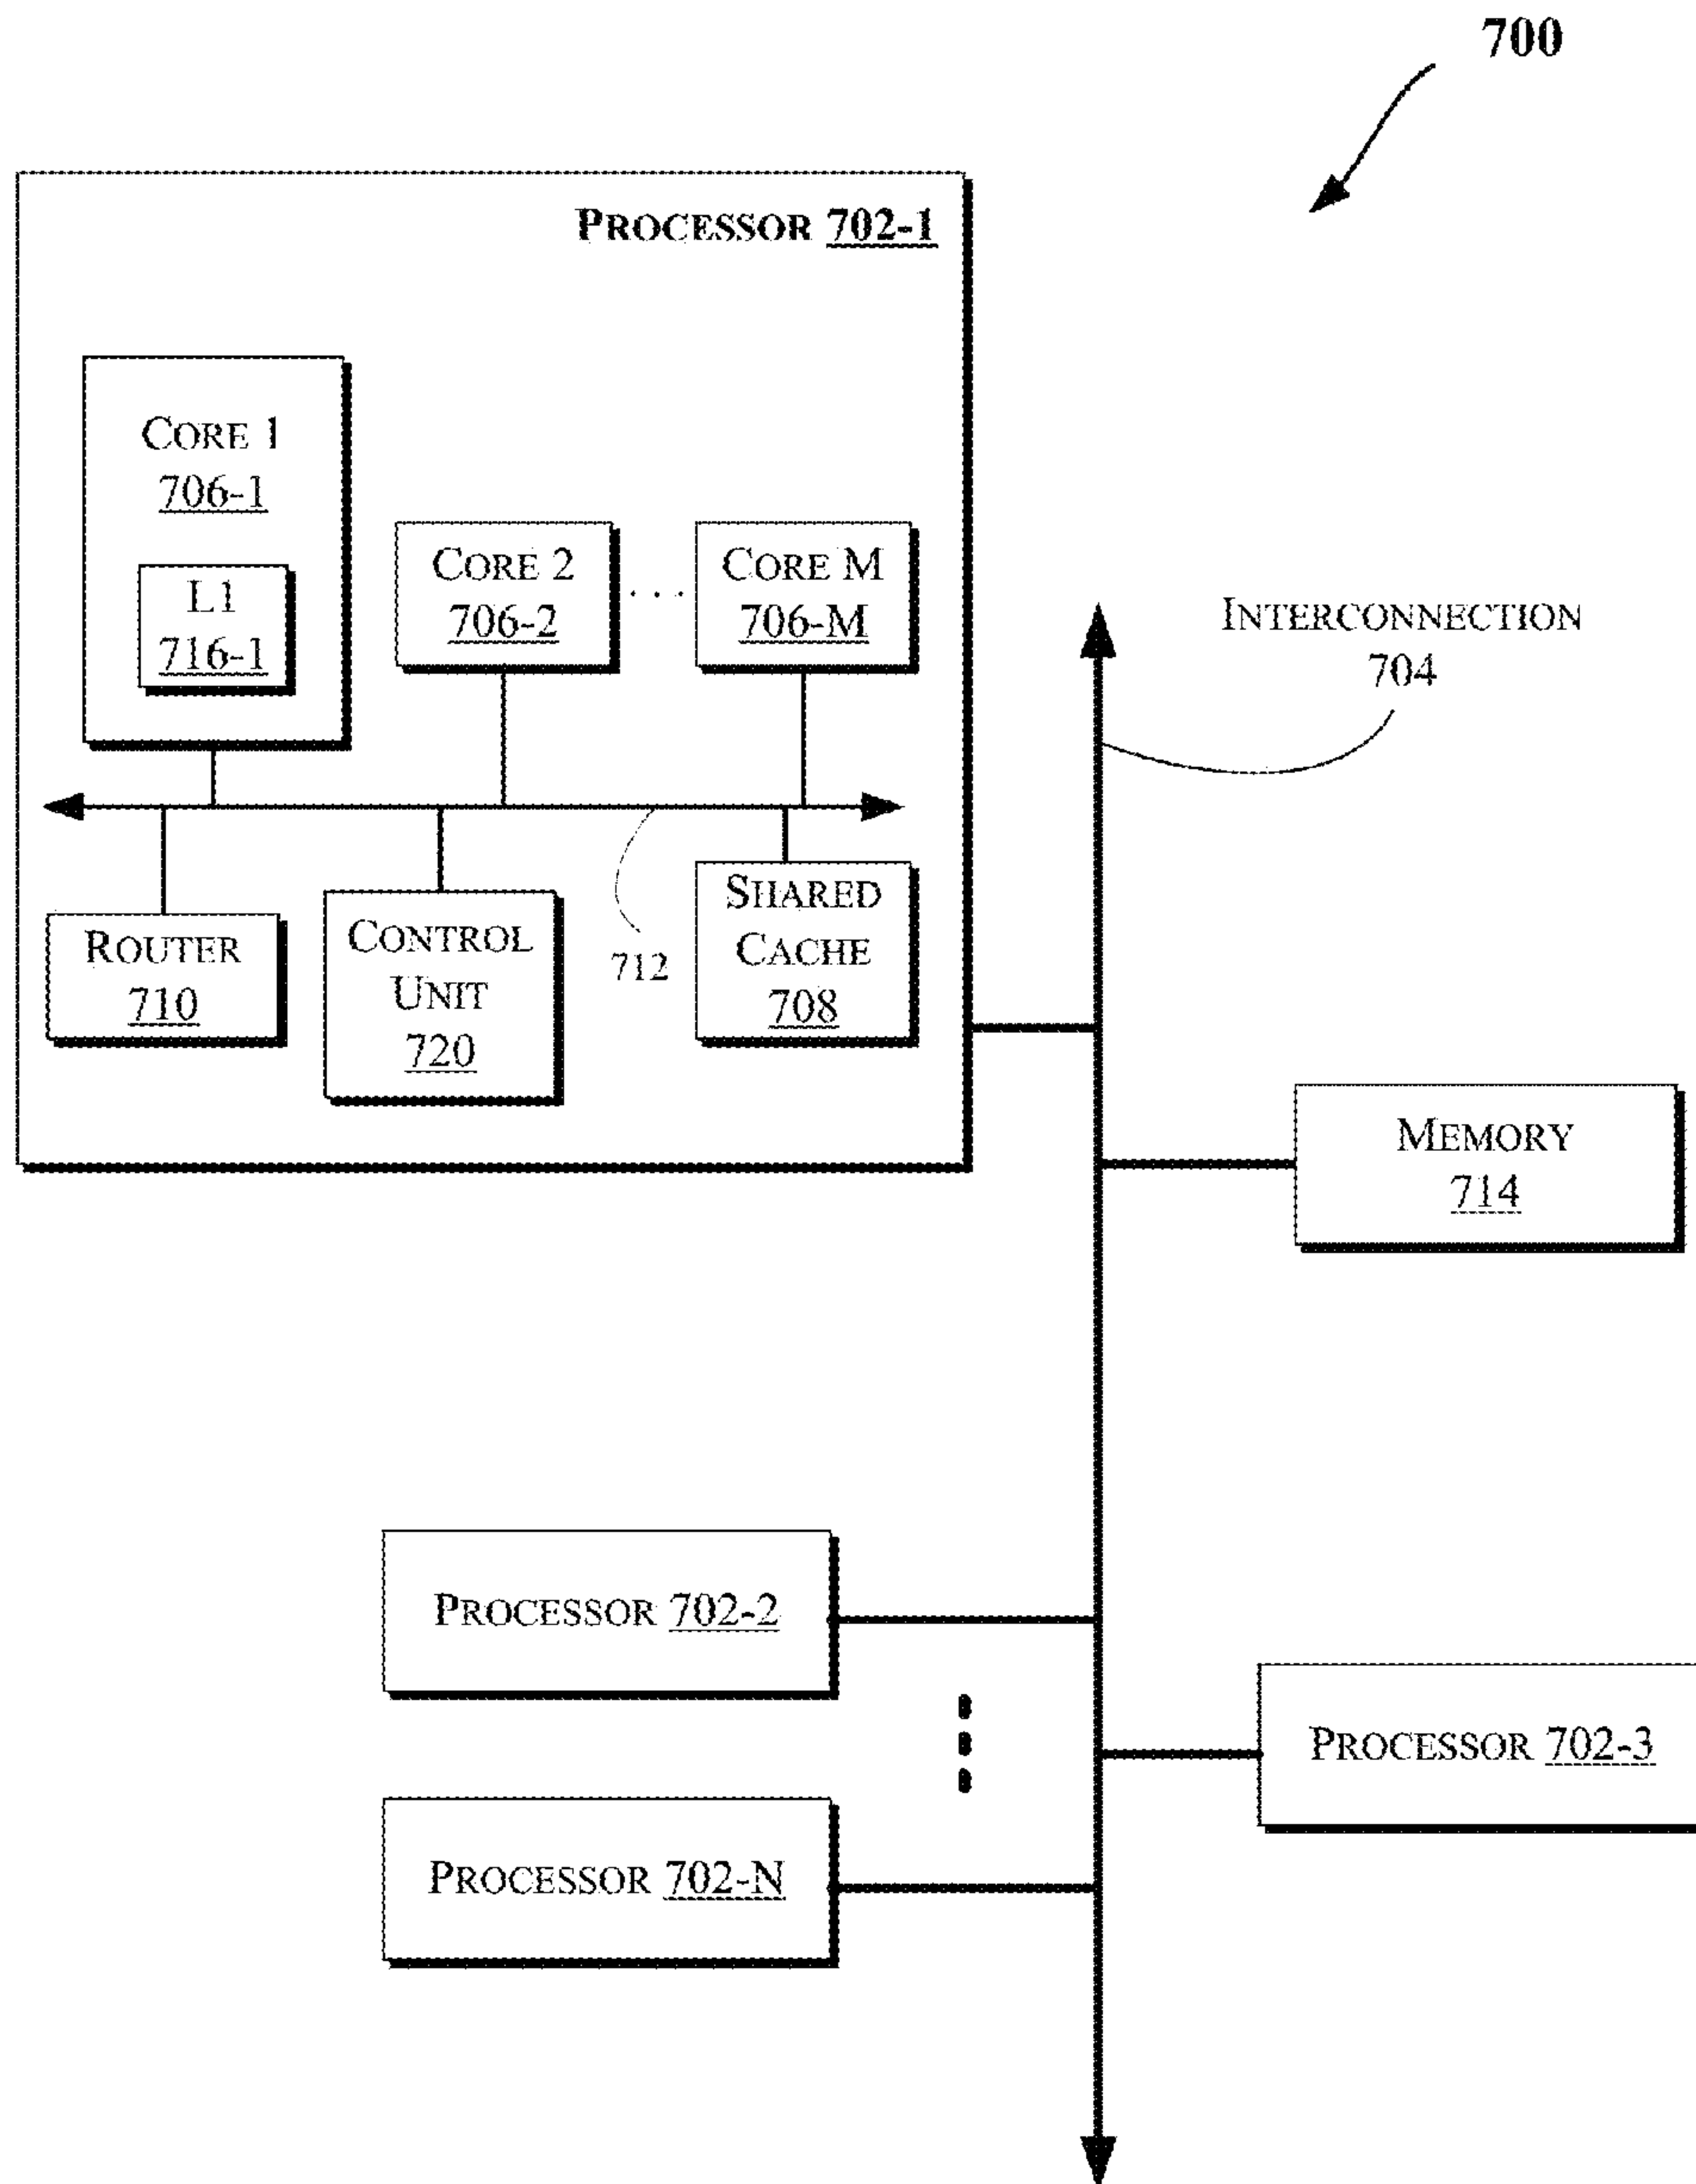 700
PROCESSOR 702-1
CORE 1
706-1
L1
716-1
CORE 2
706-2
. . .
CORE M
706-M
INTERCONNECTION
704
ROUTER
710
CONTROL
UNIT
720
712
SHARED
CACHE
708
MEMORY
714
PROCESSOR 702-2
PROCESSOR 702-3
PROCESSOR 702-N